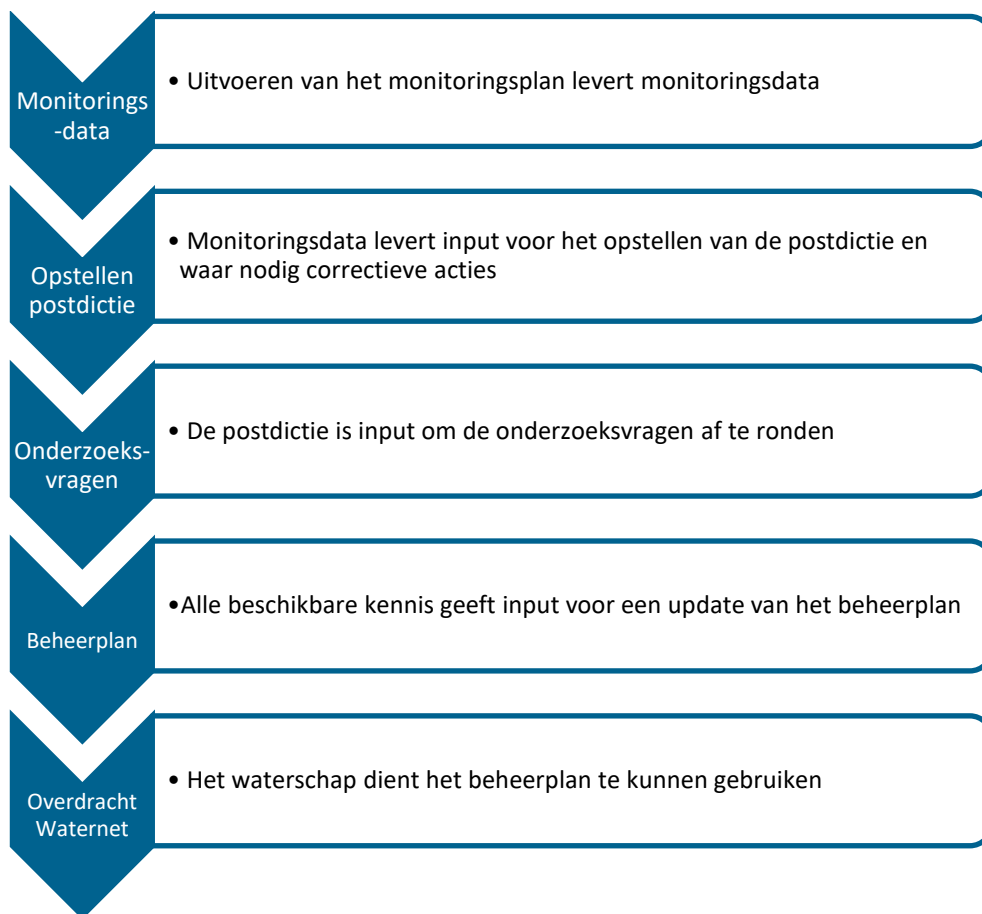 Monitorings
-data
• Uitvoeren van het monitoringsplan levert monitoringsdata
Opstellen
postdictie
• Monitoringsdata levert input voor het opstellen van de postdictie en
waar nodig correctieve acties
Onderzoeks-
vragen
• De postdictie is input om de onderzoeksvragen af te ronden
Beheerplan
•Alle beschikbare kennis geeft input voor een update van het beheerplan
Overdracht
Waternet
• Het waterschap dient het beheerplan te kunnen gebruiken